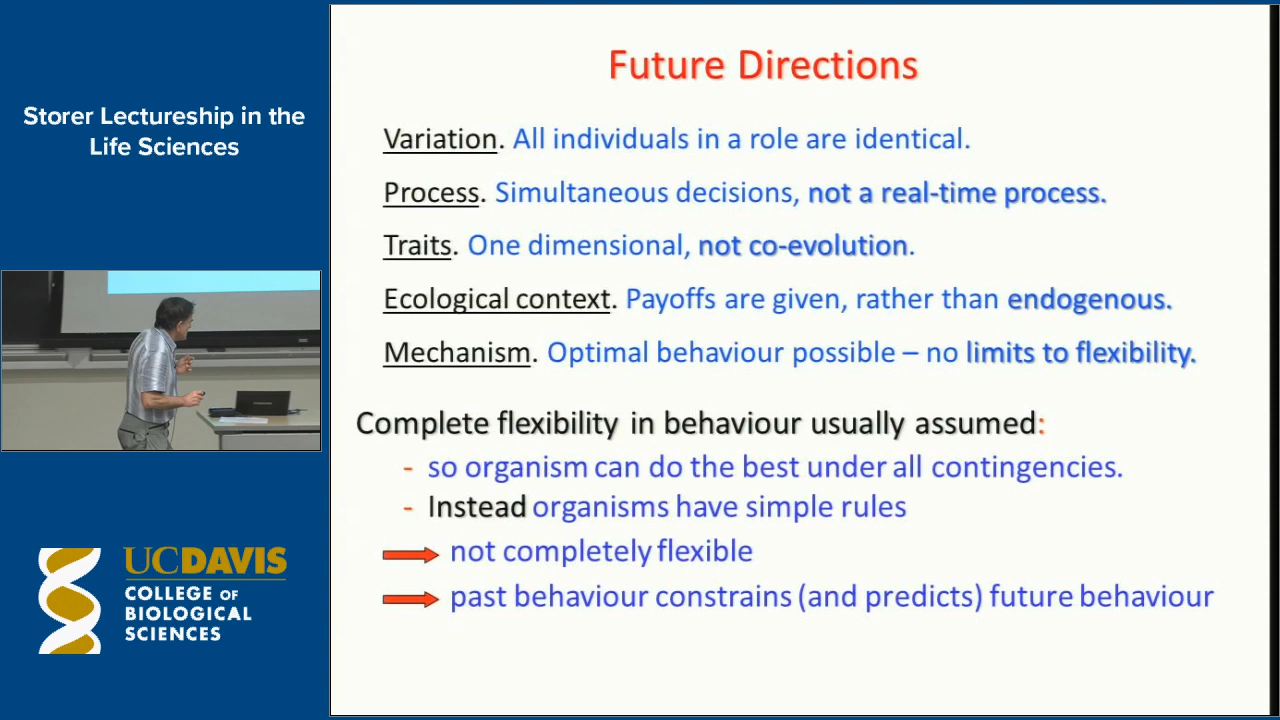 Storer Lectureship in the
Life Sciences
UCDAVIS
COLLEGE OF
BIOLOGICAL
SCIENCES
Future Directions
Variation. All individuals in a role are identical.
Process. Simultaneous decisions, not a real-time process.
Traits. One dimensional, not co-evolution.
Ecological context. Payoffs are given, rather than endogenous.
Mechanism. Optimal behaviour possible – no limits to flexibility.
Complete flexibility in behaviour usually assumed:
- so organism can do the best under all contingencies.
- Instead organisms have simple rules
not completely flexible
past behaviour constrains (and predicts) future behaviour